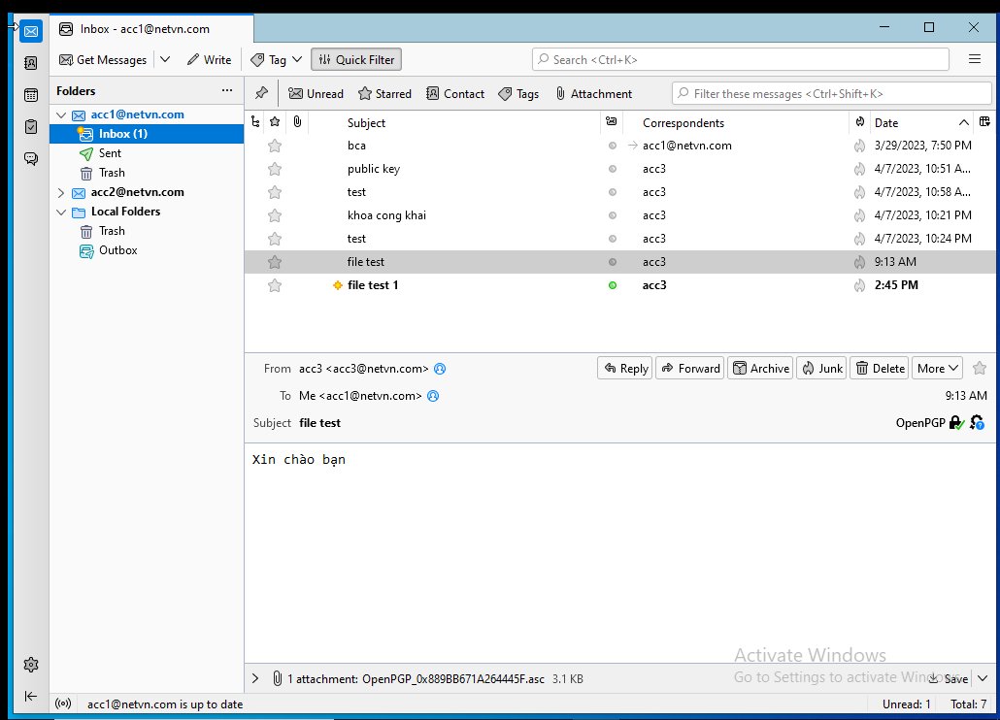 Inbox - acc1@netvn.com
Get Messages Write Tag Quick Filter Search <Ctrl+K>
Folders ... Unread Starred Contact Tags Attachment Filter these messages <Ctrl+Shift+K>
acc1@netvn.com
Inbox (1)
Sent
Trash
acc2@netvn.com
Local Folders
Trash
Outbox
Subject Correspondents Date
bca acc1@netvn.com 3/29/2023, 7:50 PM
public key acc3 4/7/2023, 10:51 A...
test acc3 4/7/2023, 10:58 A...
khoa cong khai acc3 4/7/2023, 10:21 PM
test acc3 4/7/2023, 10:24 PM
file test acc3 9:13 AM
file test 1 acc3 2:45 PM
From acc3 <acc3@netvn.com> Reply Forward Archive Junk Delete More
To Me <acc1@netvn.com> 9:13 AM
Subject file test OpenPGP
Xin chào bạn
Activate Windows
Go to Settings to activate Windows.
1 attachment: OpenPGP_0x889BB671A264445F.asc 3.1 KB Save
acc1@netvn.com is up to date Unread: 1 Total: 7